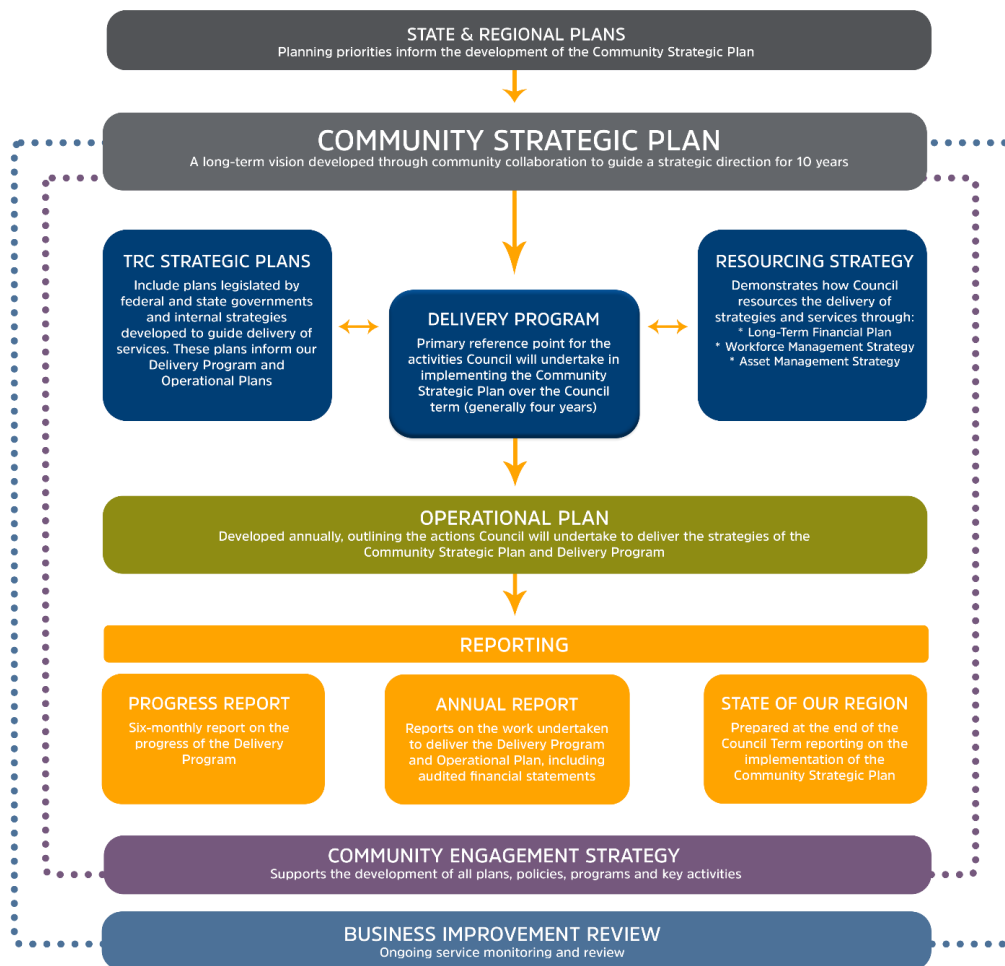 STATE & REGIONAL PLANS
Planning priorities inform the development of the Community Strategic Plan
COMMUNITY STRATEGIC PLAN
A long-term vision developed through community collaboration to guide a strategic direction for 10 years
TRC STRATEGIC PLANS
Include plans legislated by
federal and state governments
and internal strategies
developed to guide delivery of
services. These plans inform our
Delivery Program and
Operational Plans
DELIVERY PROGRAM
Primary reference point for the
activities Council will undertake in
implementing the Community
Strategic Plan over the Council
term (generally four years)
RESOURCING STRATEGY
Demonstrates how Council
resources the delivery of
strategies and services through:
* Long-Term Financial Plan
* Workforce Management Strategy
* Asset Management Strategy
OPERATIONAL PLAN
Developed annually, outlining the actions Council will undertake to deliver the strategies of the
Community Strategic Plan and Delivery Program
REPORTING
PROGRESS REPORT
Six-monthly report on the
progress of the Delivery
Program
ANNUAL REPORT
Reports on the work undertaken
to deliver the Delivery Program
and Operational Plan, including
audited financial statements
STATE OF OUR REGION
Prepared at the end of the
Council Term reporting on the
implementation of the
Community Strategic Plan
COMMUNITY ENGAGEMENT STRATEGY
Supports the development of all plans, policies, programs and key activities
BUSINESS IMPROVEMENT REVIEW
Ongoing service monitoring and review